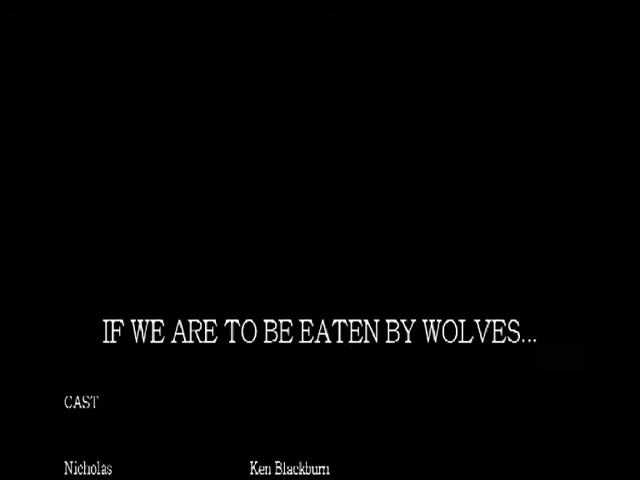 IF WE ARE TO BE EATEN BY WOLVES...
CAST
Nicholas Ken Blackburn